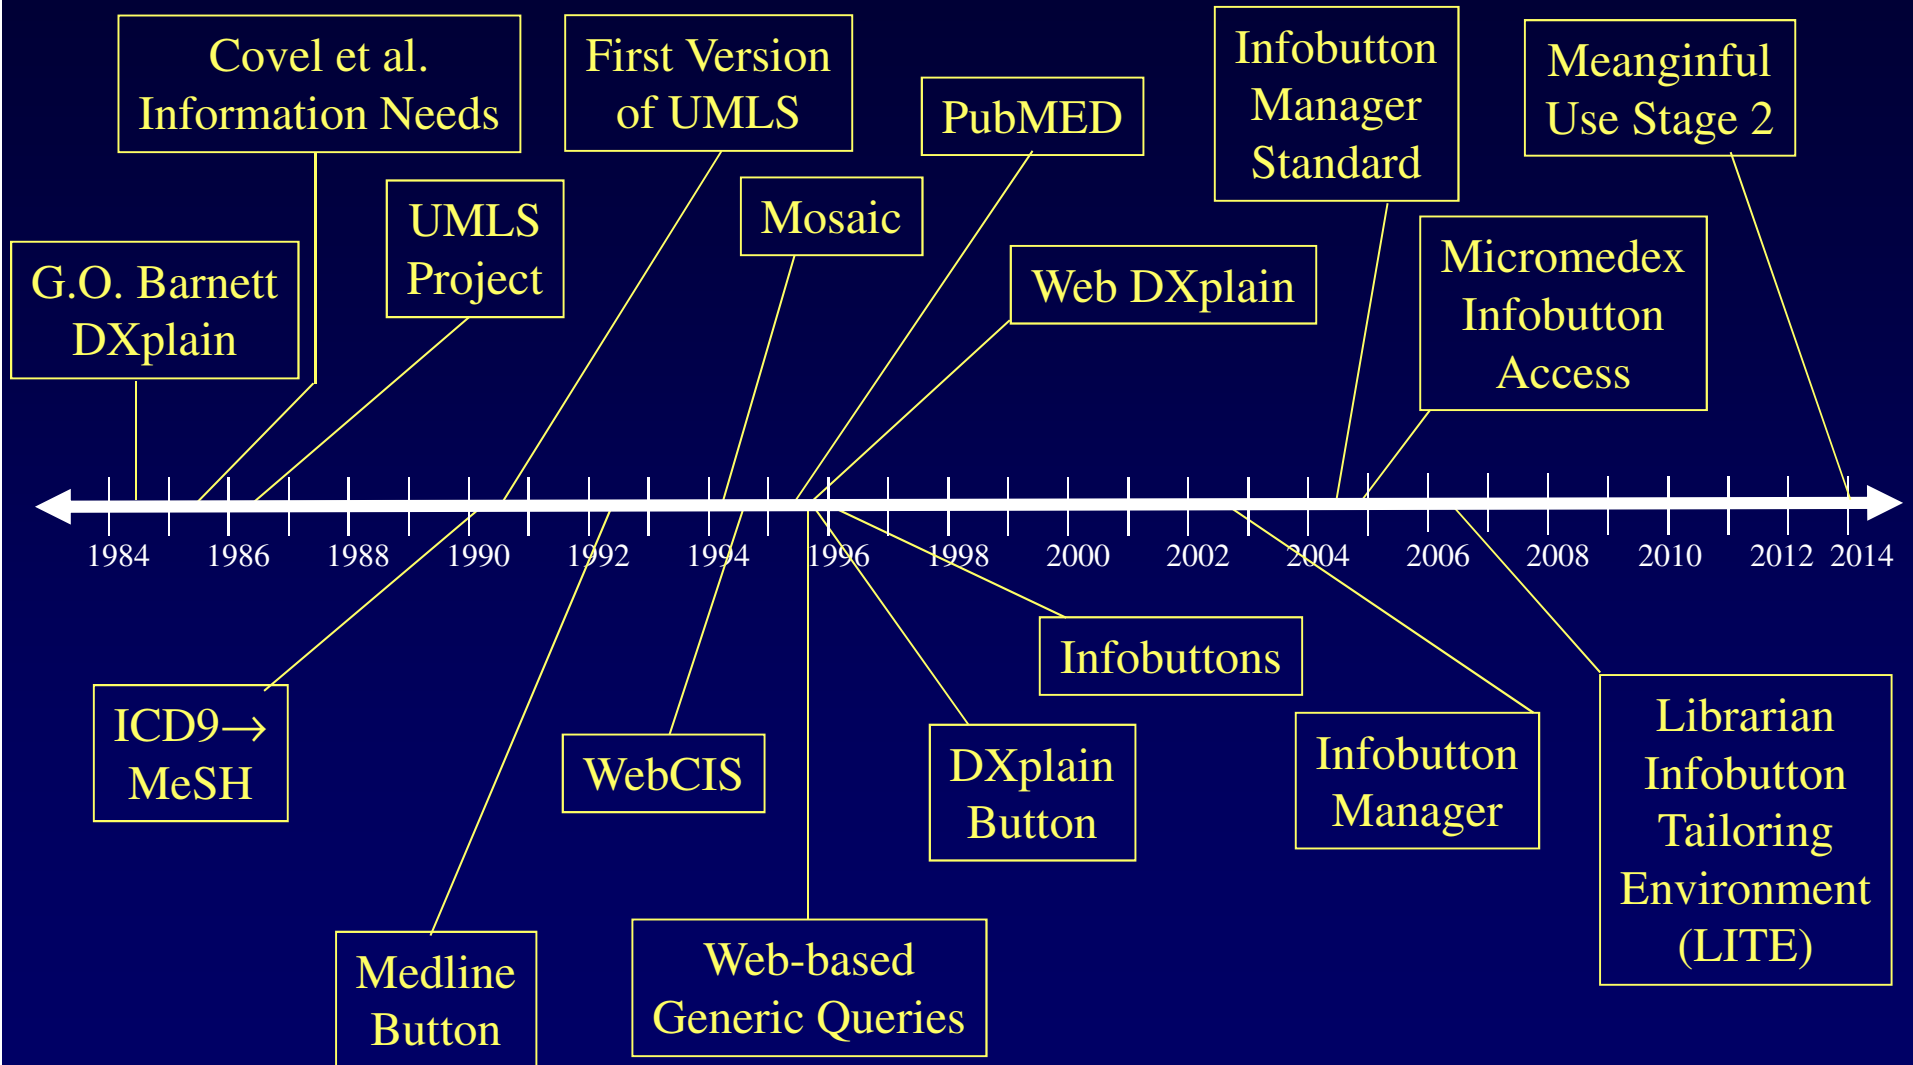 Covel et al.
Information Needs
First Version
of UMLS
PubMED
Infobutton
Manager
Standard
Meanginful
Use Stage 2
UMLS
Project
Mosaic
G.O. Barnett
DXplain
Web DXplain
Micromedex
Infobutton
Access
1984 1986 1988 1990 1992 1994 1996 1998 2000 2002 2004 2006 2008 2010 2012 2014
ICD9→
MeSH
WebCIS
Infobuttons
DXplain
Button
Infobutton
Manager
Librarian
Infobutton
Tailoring
Environment
(LITE)
Medline
Button
Web-based
Generic Queries